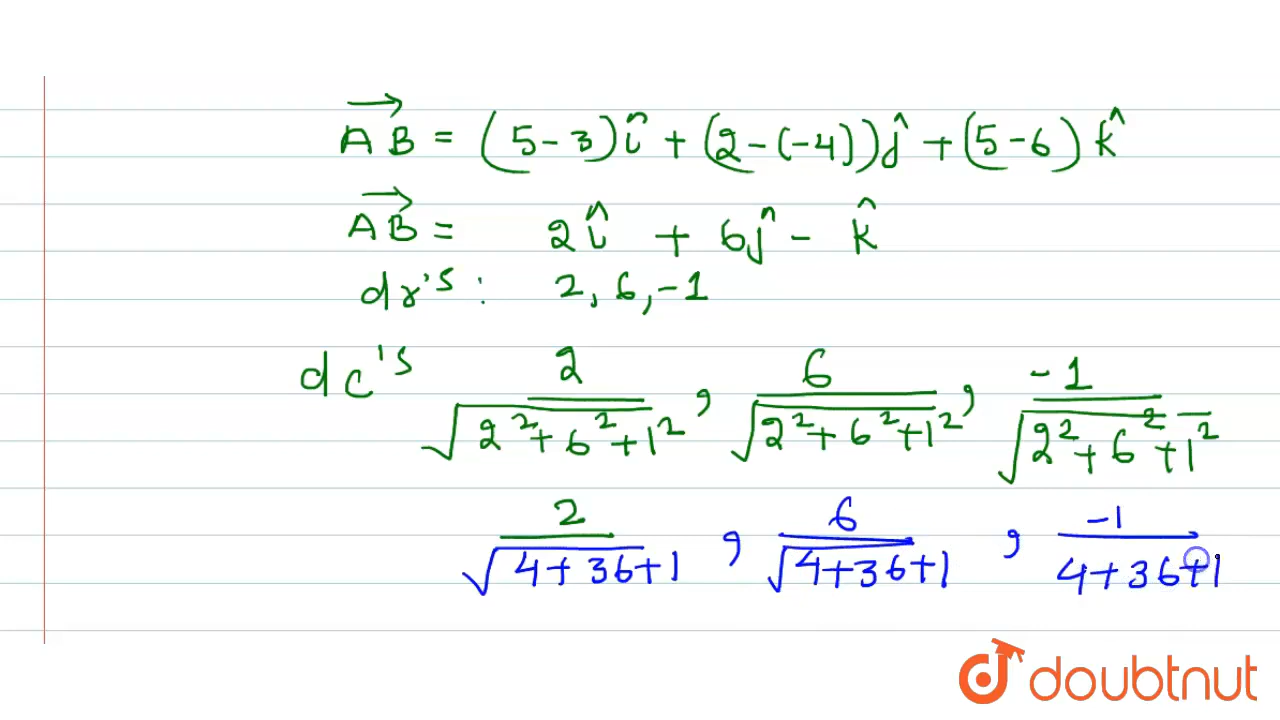 →AB = (5-3)î + (2-(-4))ĵ + (5-6)k̂
→AB = 2î + 6ĵ - k̂
dr's : 2, 6, -1
dc's 2/√(2²+6²+1²) , 6/√(2²+6²+1²) , -1/√(2²+6²+1²)
2/√(4+36+1) , 6/√(4+36+1) , -1/4+36+1
doubtnut